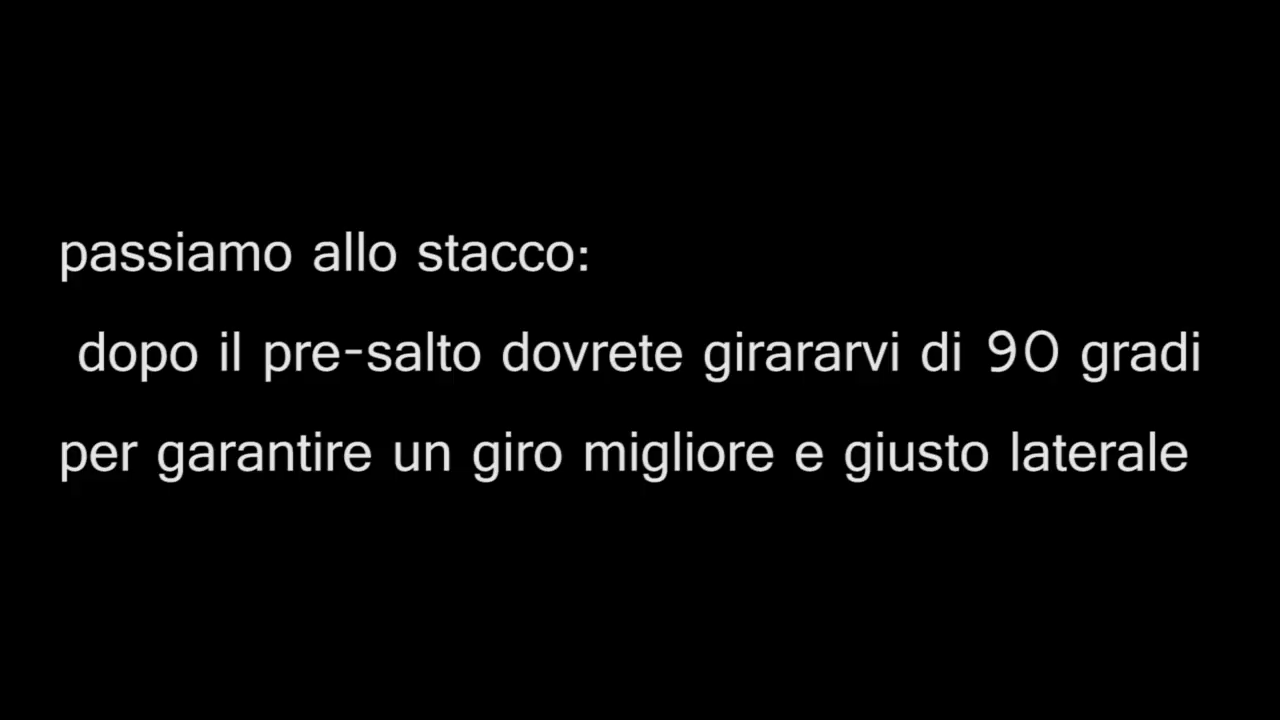 passiamo allo stacco:
dopo il pre-salto dovrete girararvi di 90 gradi
per garantire un giro migliore e giusto laterale